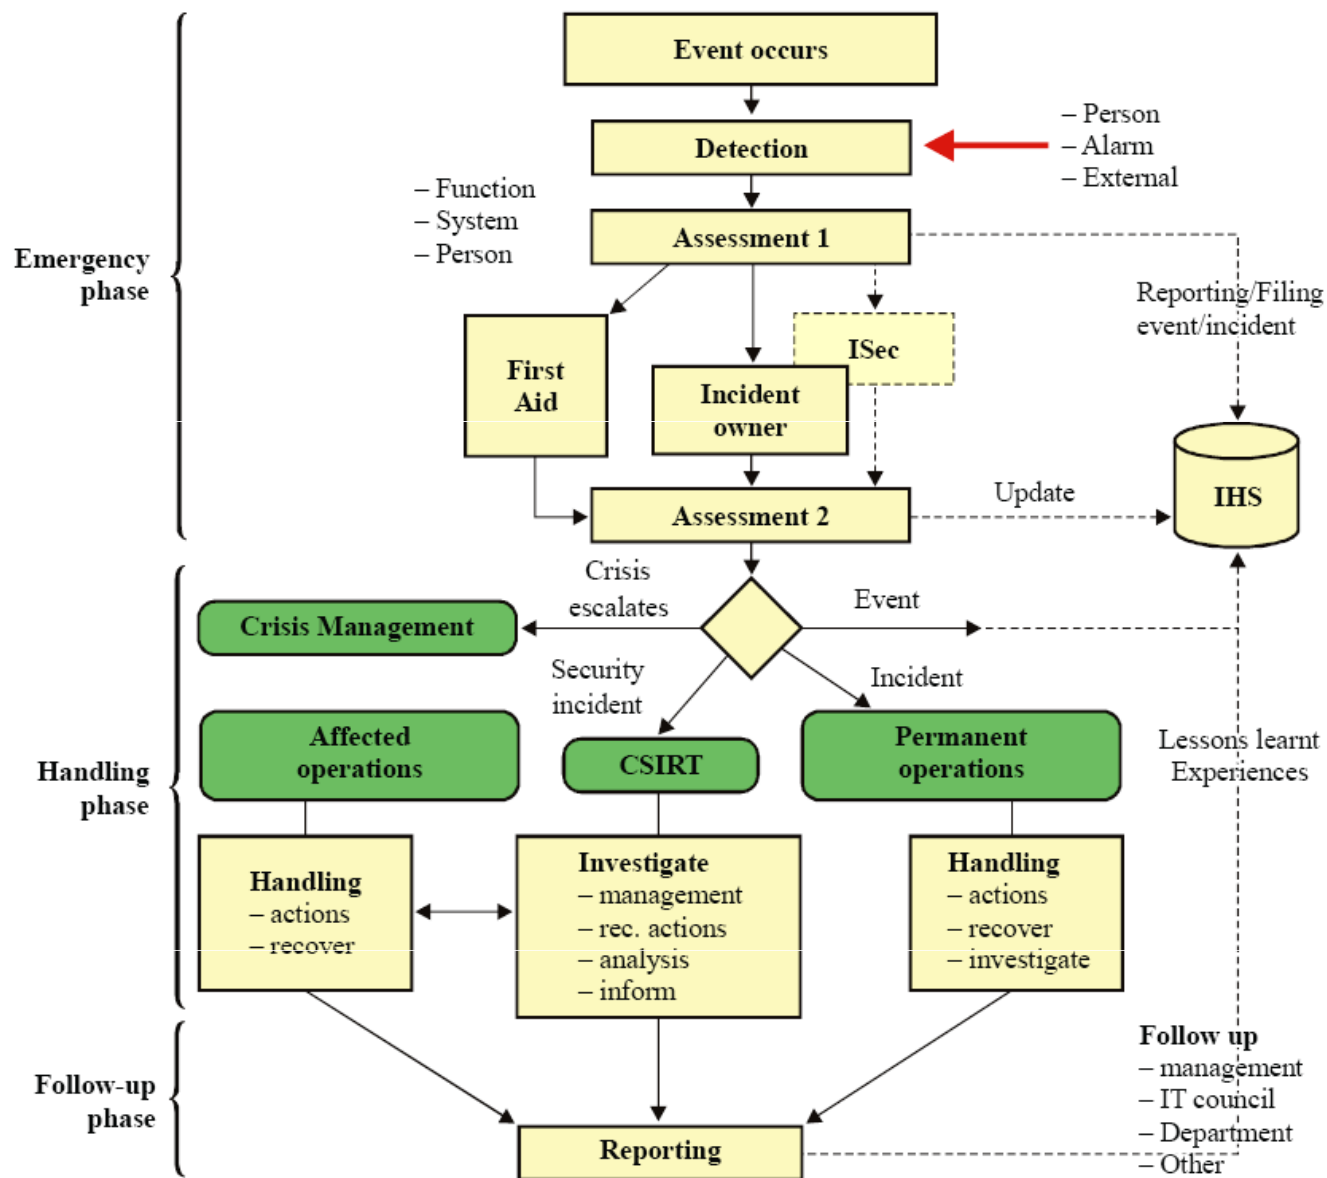 Event occurs
Detection
– Person
– Alarm
– External
– Function
– System
– Person
Assessment 1
Emergency
phase
Reporting/Filing
event/incident
First
Aid
ISec
Incident
owner
IHS
Assessment 2
Update
Crisis
escalates
Event
Crisis Management
Security
incident
Incident
Handling
phase
Affected
operations
CSIRT
Permanent
operations
Lessons learnt
Experiences
Handling
– actions
– recover
Investigate
– management
– rec. actions
– analysis
– inform
Handling
– actions
– recover
– investigate
Follow-up
phase
Reporting
Follow up
– management
– IT council
– Department
– Other